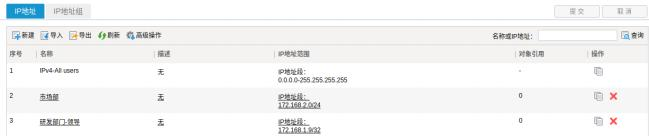 IP地址 IP地址组 提 交 取 消
新建 导入 导出 刷新 高级操作 名称或IP地址: 查询
序号 名称 描述 IP地址范围 对象引用 操作
1 IPv4-All users 无 IP地址段: - 
0.0.0.0-255.255.255.255
2 市场部 无 IP地址段: 0
172.168.2.0/24
3 研发部门-领导 无 IP地址段: 0
172.168.1.9/32